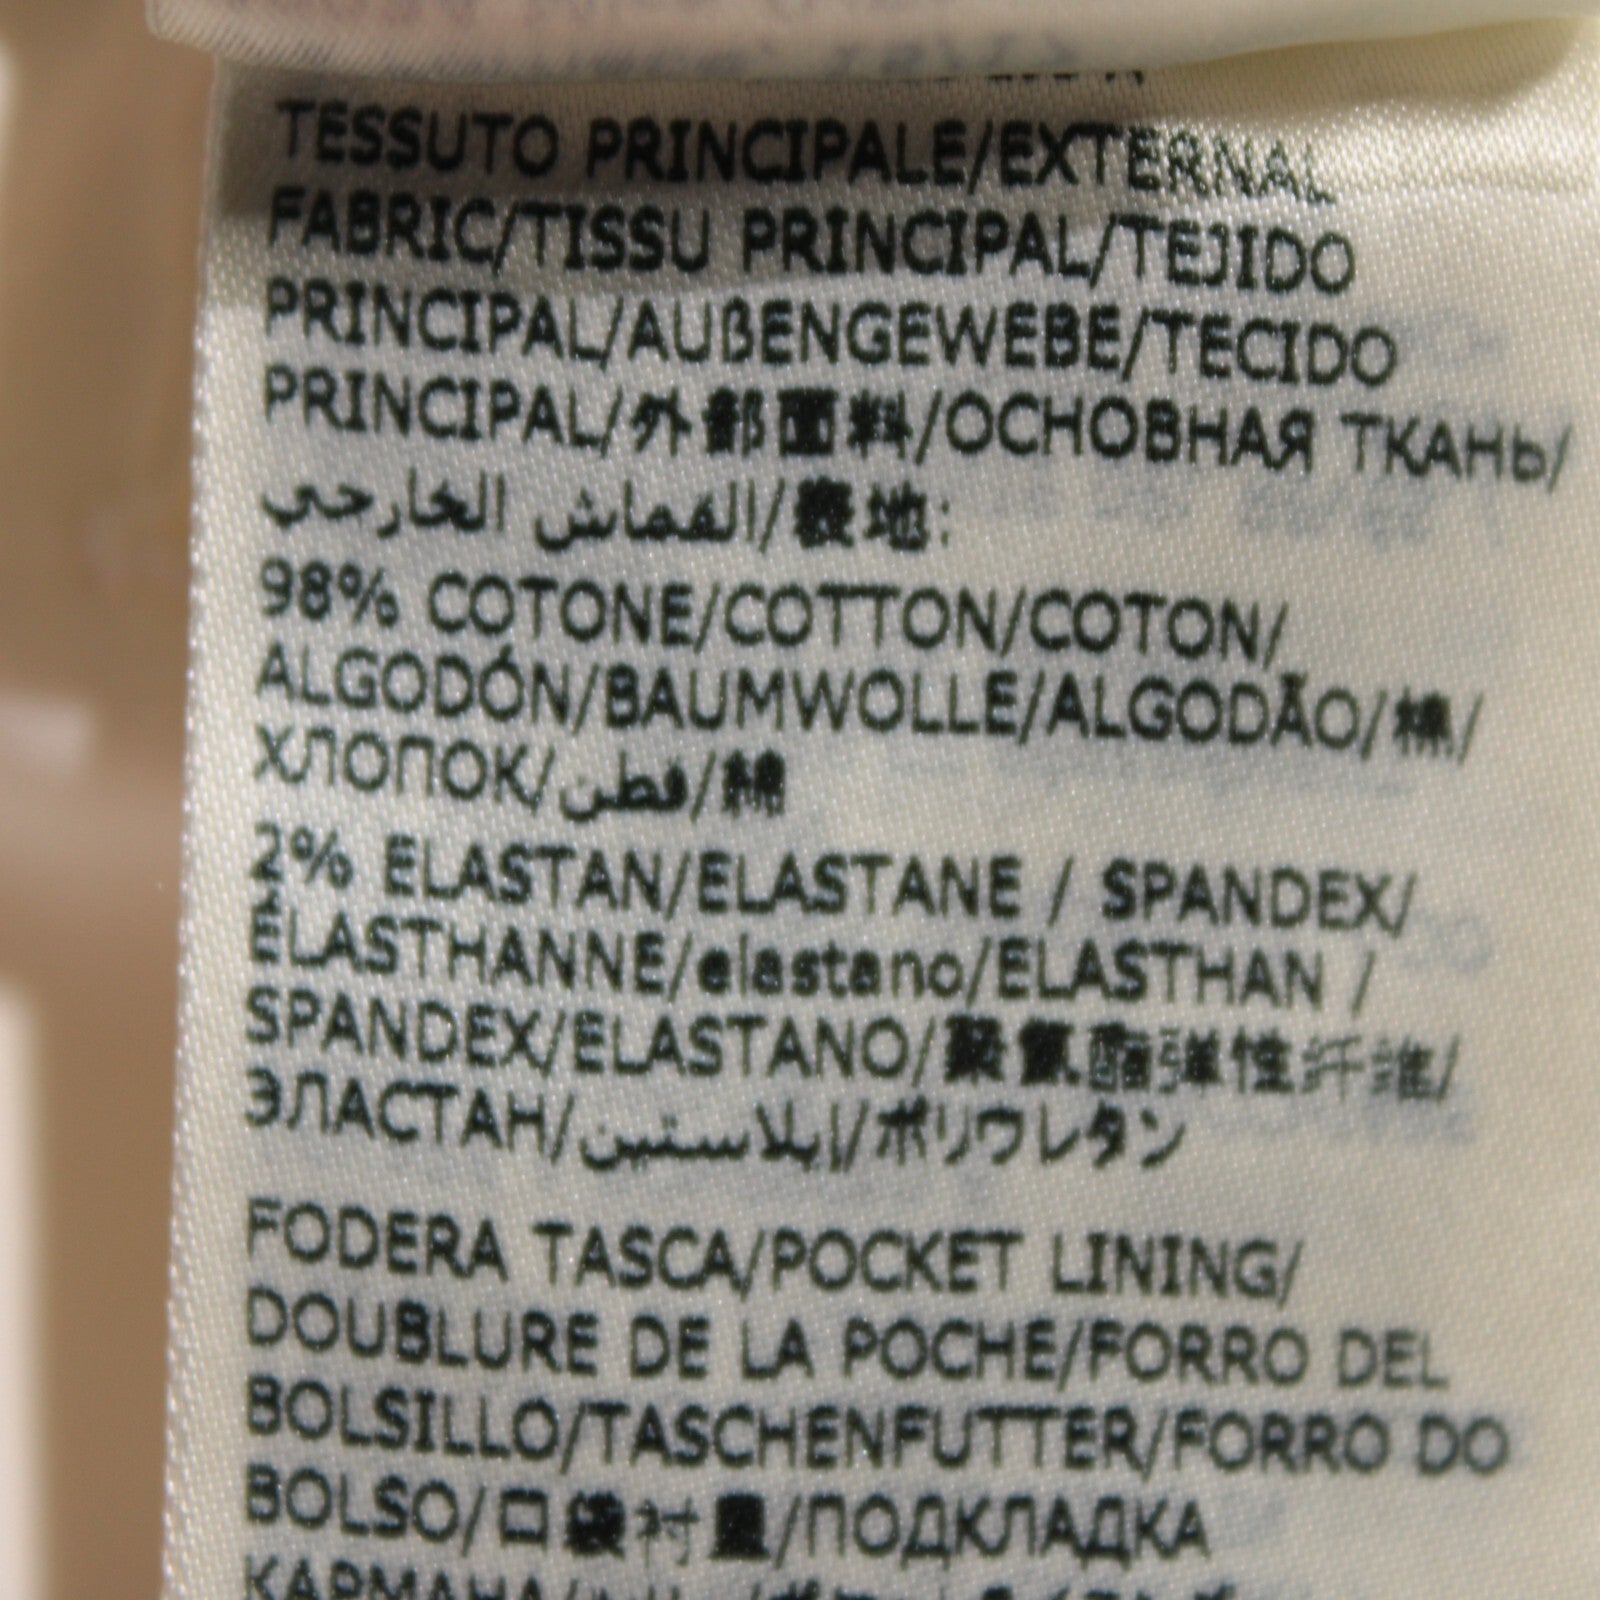 TESSUTO PRINCIPALE/EXTERNAL
FABRIC/TISSU PRINCIPAL/TEJIDO
PRINCIPAL/AUßENGEWEBE/TECIDO
PRINCIPAL/外部面料/ОСНОВНАЯ ТКАНЬ/
القماش الخارجي/表地:
98% COTONE/COTTON/COTON/
ALGODÓN/BAUMWOLLE/ALGODÃO/棉/
ХЛОПОК/قطن/綿
2% ELASTAN/ELASTANE / SPANDEX/
ÉLASTHANNE/elastano/ELASTHAN /
SPANDEX/ELASTANO/聚氨酯弹性纤维/
ЭЛАСТАН/إيلاستين/ポリウレタン
FODERA TASCA/POCKET LINING/
DOUBLURE DE LA POCHE/FORRO DEL
BOLSILLO/TASCHENFUTTER/FORRO DO
BOLSO/口袋衬里/ПОДКЛАДКА
КАРМАНА/